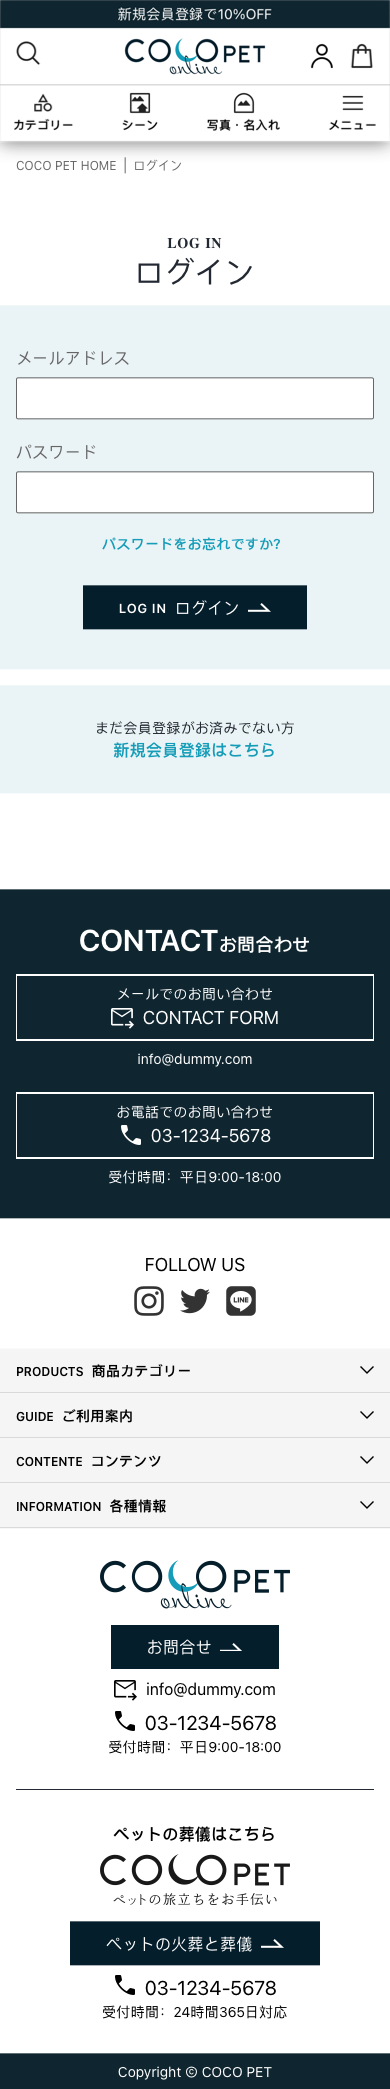 新規会員登録で10%OFF
COCOPET
online
カテゴリー シーン 写真・名入れ メニュー
COCO PET HOME | ログイン
LOG IN
ログイン
メールアドレス
パスワード
パスワードをお忘れですか?
LOG IN ログイン
まだ会員登録がお済みでない方
新規会員登録はこちら
CONTACTお問合わせ
メールでのお問い合わせ
CONTACT FORM
info@dummy.com
お電話でのお問い合わせ
03-1234-5678
受付時間：平日9:00-18:00
FOLLOW US
LINE
PRODUCTS 商品カテゴリー
GUIDE ご利用案内
CONTENTE コンテンツ
INFORMATION 各種情報
COCOPET
online
お問合せ
info@dummy.com
03-1234-5678
受付時間：平日9:00-18:00
ペットの葬儀はこちら
COCOPET
ペットの旅立ちをお手伝い
ペットの火葬と葬儀
03-1234-5678
受付時間：24時間365日対応
Copyright © COCO PET